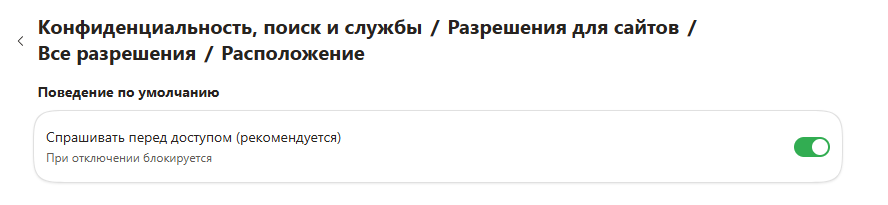 Конфиденциальность, поиск и службы / Разрешения для сайтов /
Все разрешения / Расположение
Поведение по умолчанию
Спрашивать перед доступом (рекомендуется)
При отключении блокируется